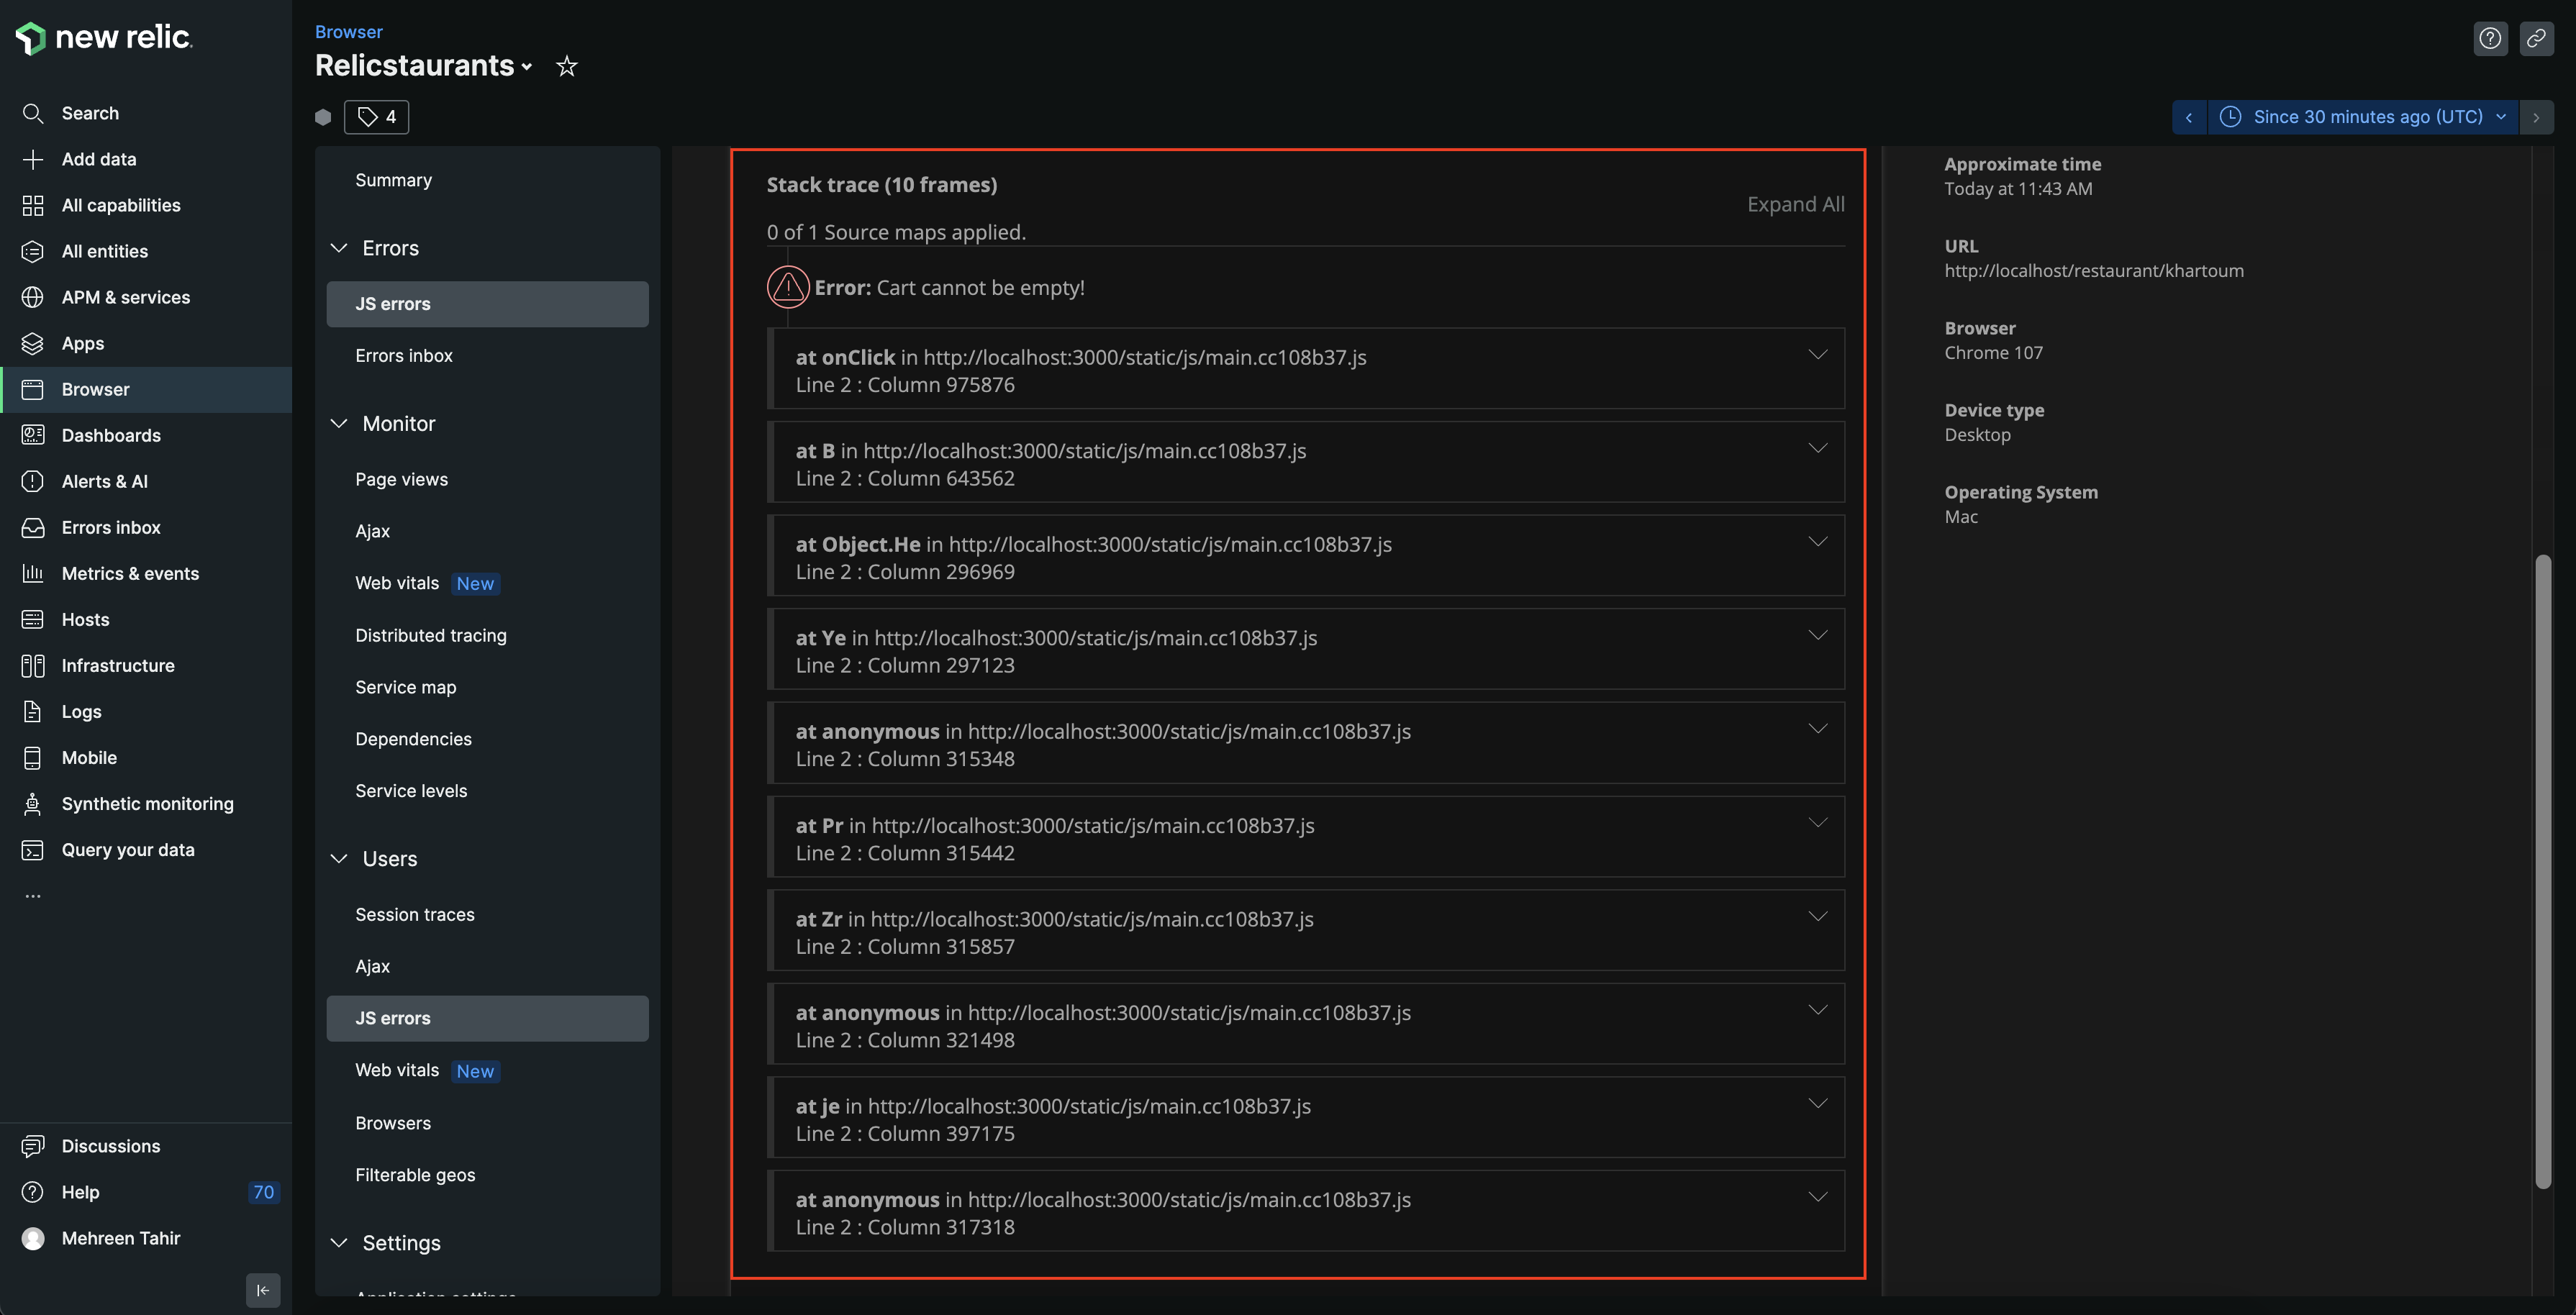 new relic.
Search
Add data
All capabilities
All entities
APM & services
Apps
Browser
Dashboards
Alerts & AI
Errors inbox
Metrics & events
Hosts
Infrastructure
Logs
Mobile
Synthetic monitoring
Query your data
...
Discussions
Help 70
Mehreen Tahir
Browser
Relicstaurants
4
Since 30 minutes ago (UTC)
Summary
Errors
JS errors
Errors inbox
Monitor
Page views
Ajax
Web vitals New
Distributed tracing
Service map
Dependencies
Service levels
Users
Session traces
Ajax
JS errors
Web vitals New
Browsers
Filterable geos
Settings
Application settings
Stack trace (10 frames)
Expand All
0 of 1 Source maps applied.
Error: Cart cannot be empty!
at onClick in http://localhost:3000/static/js/main.cc108b37.js
Line 2 : Column 975876
at B in http://localhost:3000/static/js/main.cc108b37.js
Line 2 : Column 643562
at Object.He in http://localhost:3000/static/js/main.cc108b37.js
Line 2 : Column 296969
at Ye in http://localhost:3000/static/js/main.cc108b37.js
Line 2 : Column 297123
at anonymous in http://localhost:3000/static/js/main.cc108b37.js
Line 2 : Column 315348
at Pr in http://localhost:3000/static/js/main.cc108b37.js
Line 2 : Column 315442
at Zr in http://localhost:3000/static/js/main.cc108b37.js
Line 2 : Column 315857
at anonymous in http://localhost:3000/static/js/main.cc108b37.js
Line 2 : Column 321498
at je in http://localhost:3000/static/js/main.cc108b37.js
Line 2 : Column 397175
at anonymous in http://localhost:3000/static/js/main.cc108b37.js
Line 2 : Column 317318
Approximate time
Today at 11:43 AM
URL
http://localhost/restaurant/khartoum
Browser
Chrome 107
Device type
Desktop
Operating System
Mac